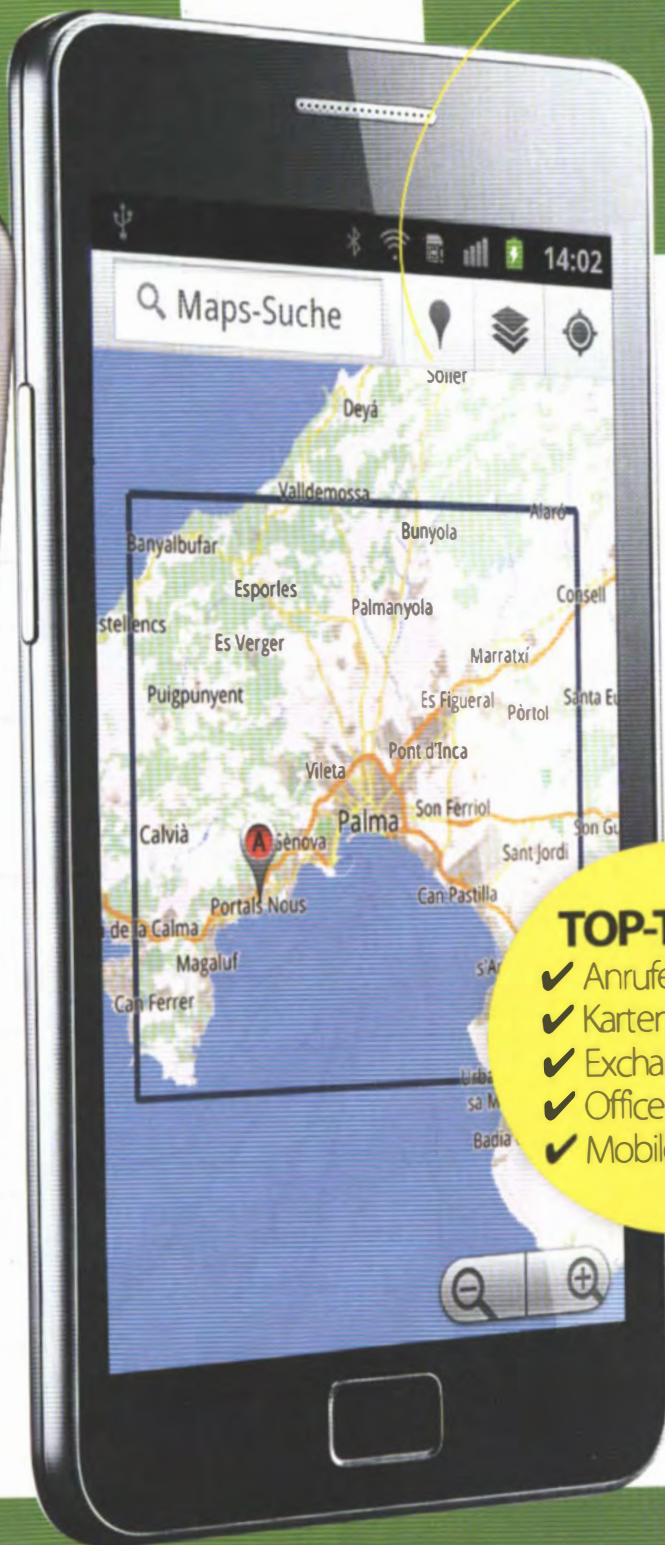 14:02
Maps-Suche
Sóller
Deyá
Valldemossa
Alaró
Banyalbufar
Bunyola
Esporles
Consell
Palmanyola
stellencs
Es Verger
Marratxí
Puigpunyent
Es Figueral
Pòrtol
Santa Eu
Pont d'Inca
Vileta
Palma
Son Ferriol
Son Gu
Calvià
A
Gènova
Sant Jordi
Portals Nous
Can Pastilla
de la Calma
Magaluf
s'A
Can Ferrer
Urba
sa M
Badia
TOP-T
✔ Anrufe
✔ Karten
✔ Excha
✔ Office
✔ Mobile